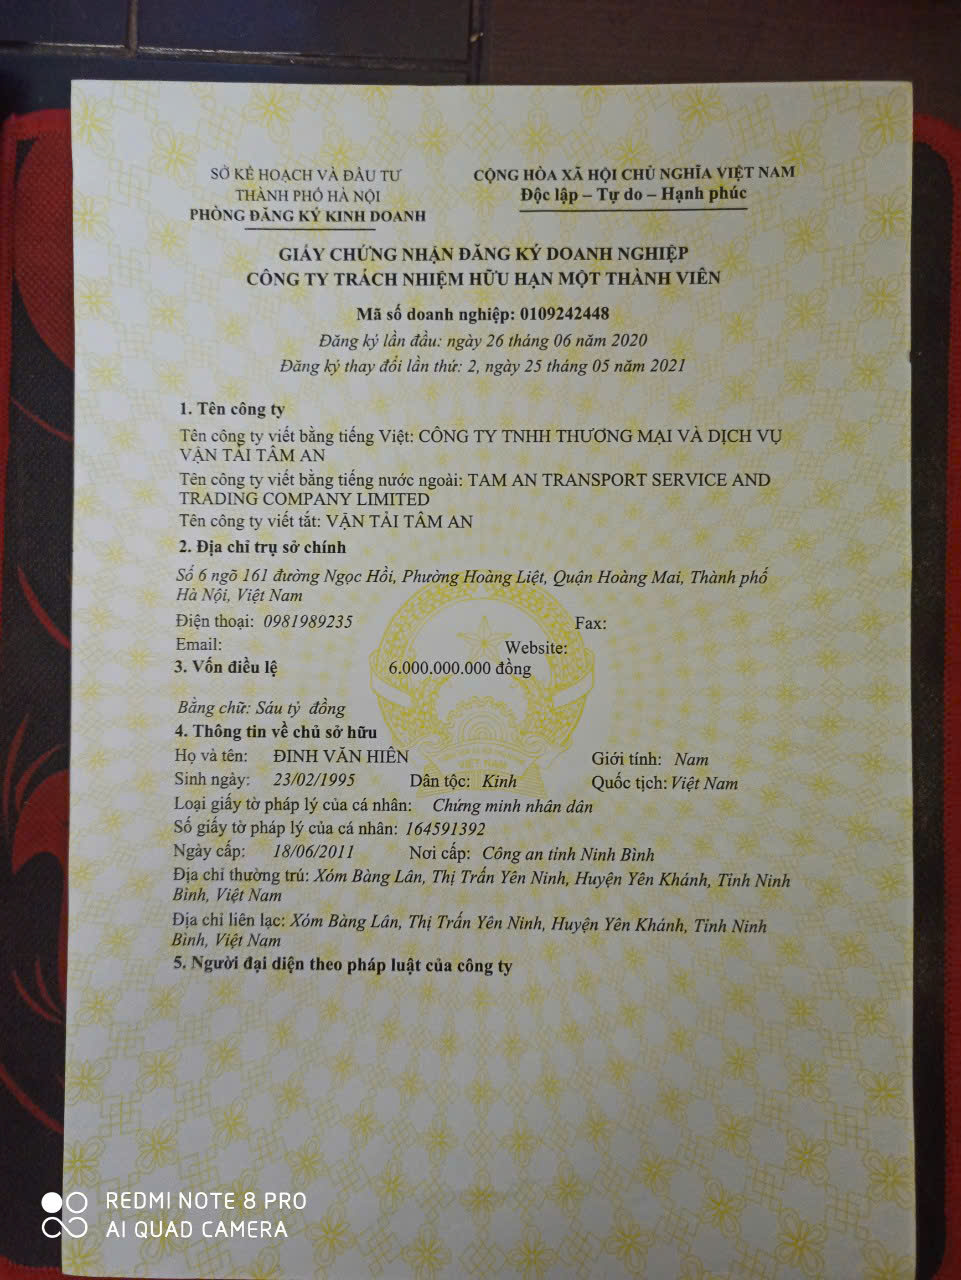 SỞ KẾ HOẠCH VÀ ĐẦU TƯ
THÀNH PHỐ HÀ NỘI
PHÒNG ĐĂNG KÝ KINH DOANH
CỘNG HÒA XÃ HỘI CHỦ NGHĨA VIỆT NAM
Độc lập – Tự do – Hạnh phúc
GIẤY CHỨNG NHẬN ĐĂNG KÝ DOANH NGHIỆP
CÔNG TY TRÁCH NHIỆM HỮU HẠN MỘT THÀNH VIÊN
Mã số doanh nghiệp: 0109242448
Đăng ký lần đầu: ngày 26 tháng 06 năm 2020
Đăng ký thay đổi lần thứ: 2, ngày 25 tháng 05 năm 2021
1. Tên công ty
Tên công ty viết bằng tiếng Việt: CÔNG TY TNHH THƯƠNG MẠI VÀ DỊCH VỤ
VẬN TẢI TÂM AN
Tên công ty viết bằng tiếng nước ngoài: TAM AN TRANSPORT SERVICE AND
TRADING COMPANY LIMITED
Tên công ty viết tắt: VẬN TẢI TÂM AN
2. Địa chỉ trụ sở chính
Số 6 ngõ 161 đường Ngọc Hồi, Phường Hoàng Liệt, Quận Hoàng Mai, Thành phố
Hà Nội, Việt Nam
Điện thoại: 0981989235 Fax:
Email: Website:
3. Vốn điều lệ 6.000.000.000 đồng
Bằng chữ: Sáu tỷ đồng
4. Thông tin về chủ sở hữu
Họ và tên: ĐINH VĂN HIÊN Giới tính: Nam
Sinh ngày: 23/02/1995 Dân tộc: Kinh Quốc tịch: Việt Nam
Loại giấy tờ pháp lý của cá nhân: Chứng minh nhân dân
Số giấy tờ pháp lý của cá nhân: 164591392
Ngày cấp: 18/06/2011 Nơi cấp: Công an tỉnh Ninh Bình
Địa chỉ thường trú: Xóm Bàng Lân, Thị Trấn Yên Ninh, Huyện Yên Khánh, Tỉnh Ninh
Bình, Việt Nam
Địa chỉ liên lạc: Xóm Bàng Lân, Thị Trấn Yên Ninh, Huyện Yên Khánh, Tỉnh Ninh
Bình, Việt Nam
5. Người đại diện theo pháp luật của công ty
VIỆT NAM
REDMI NOTE 8 PRO
AI QUAD CAMERA